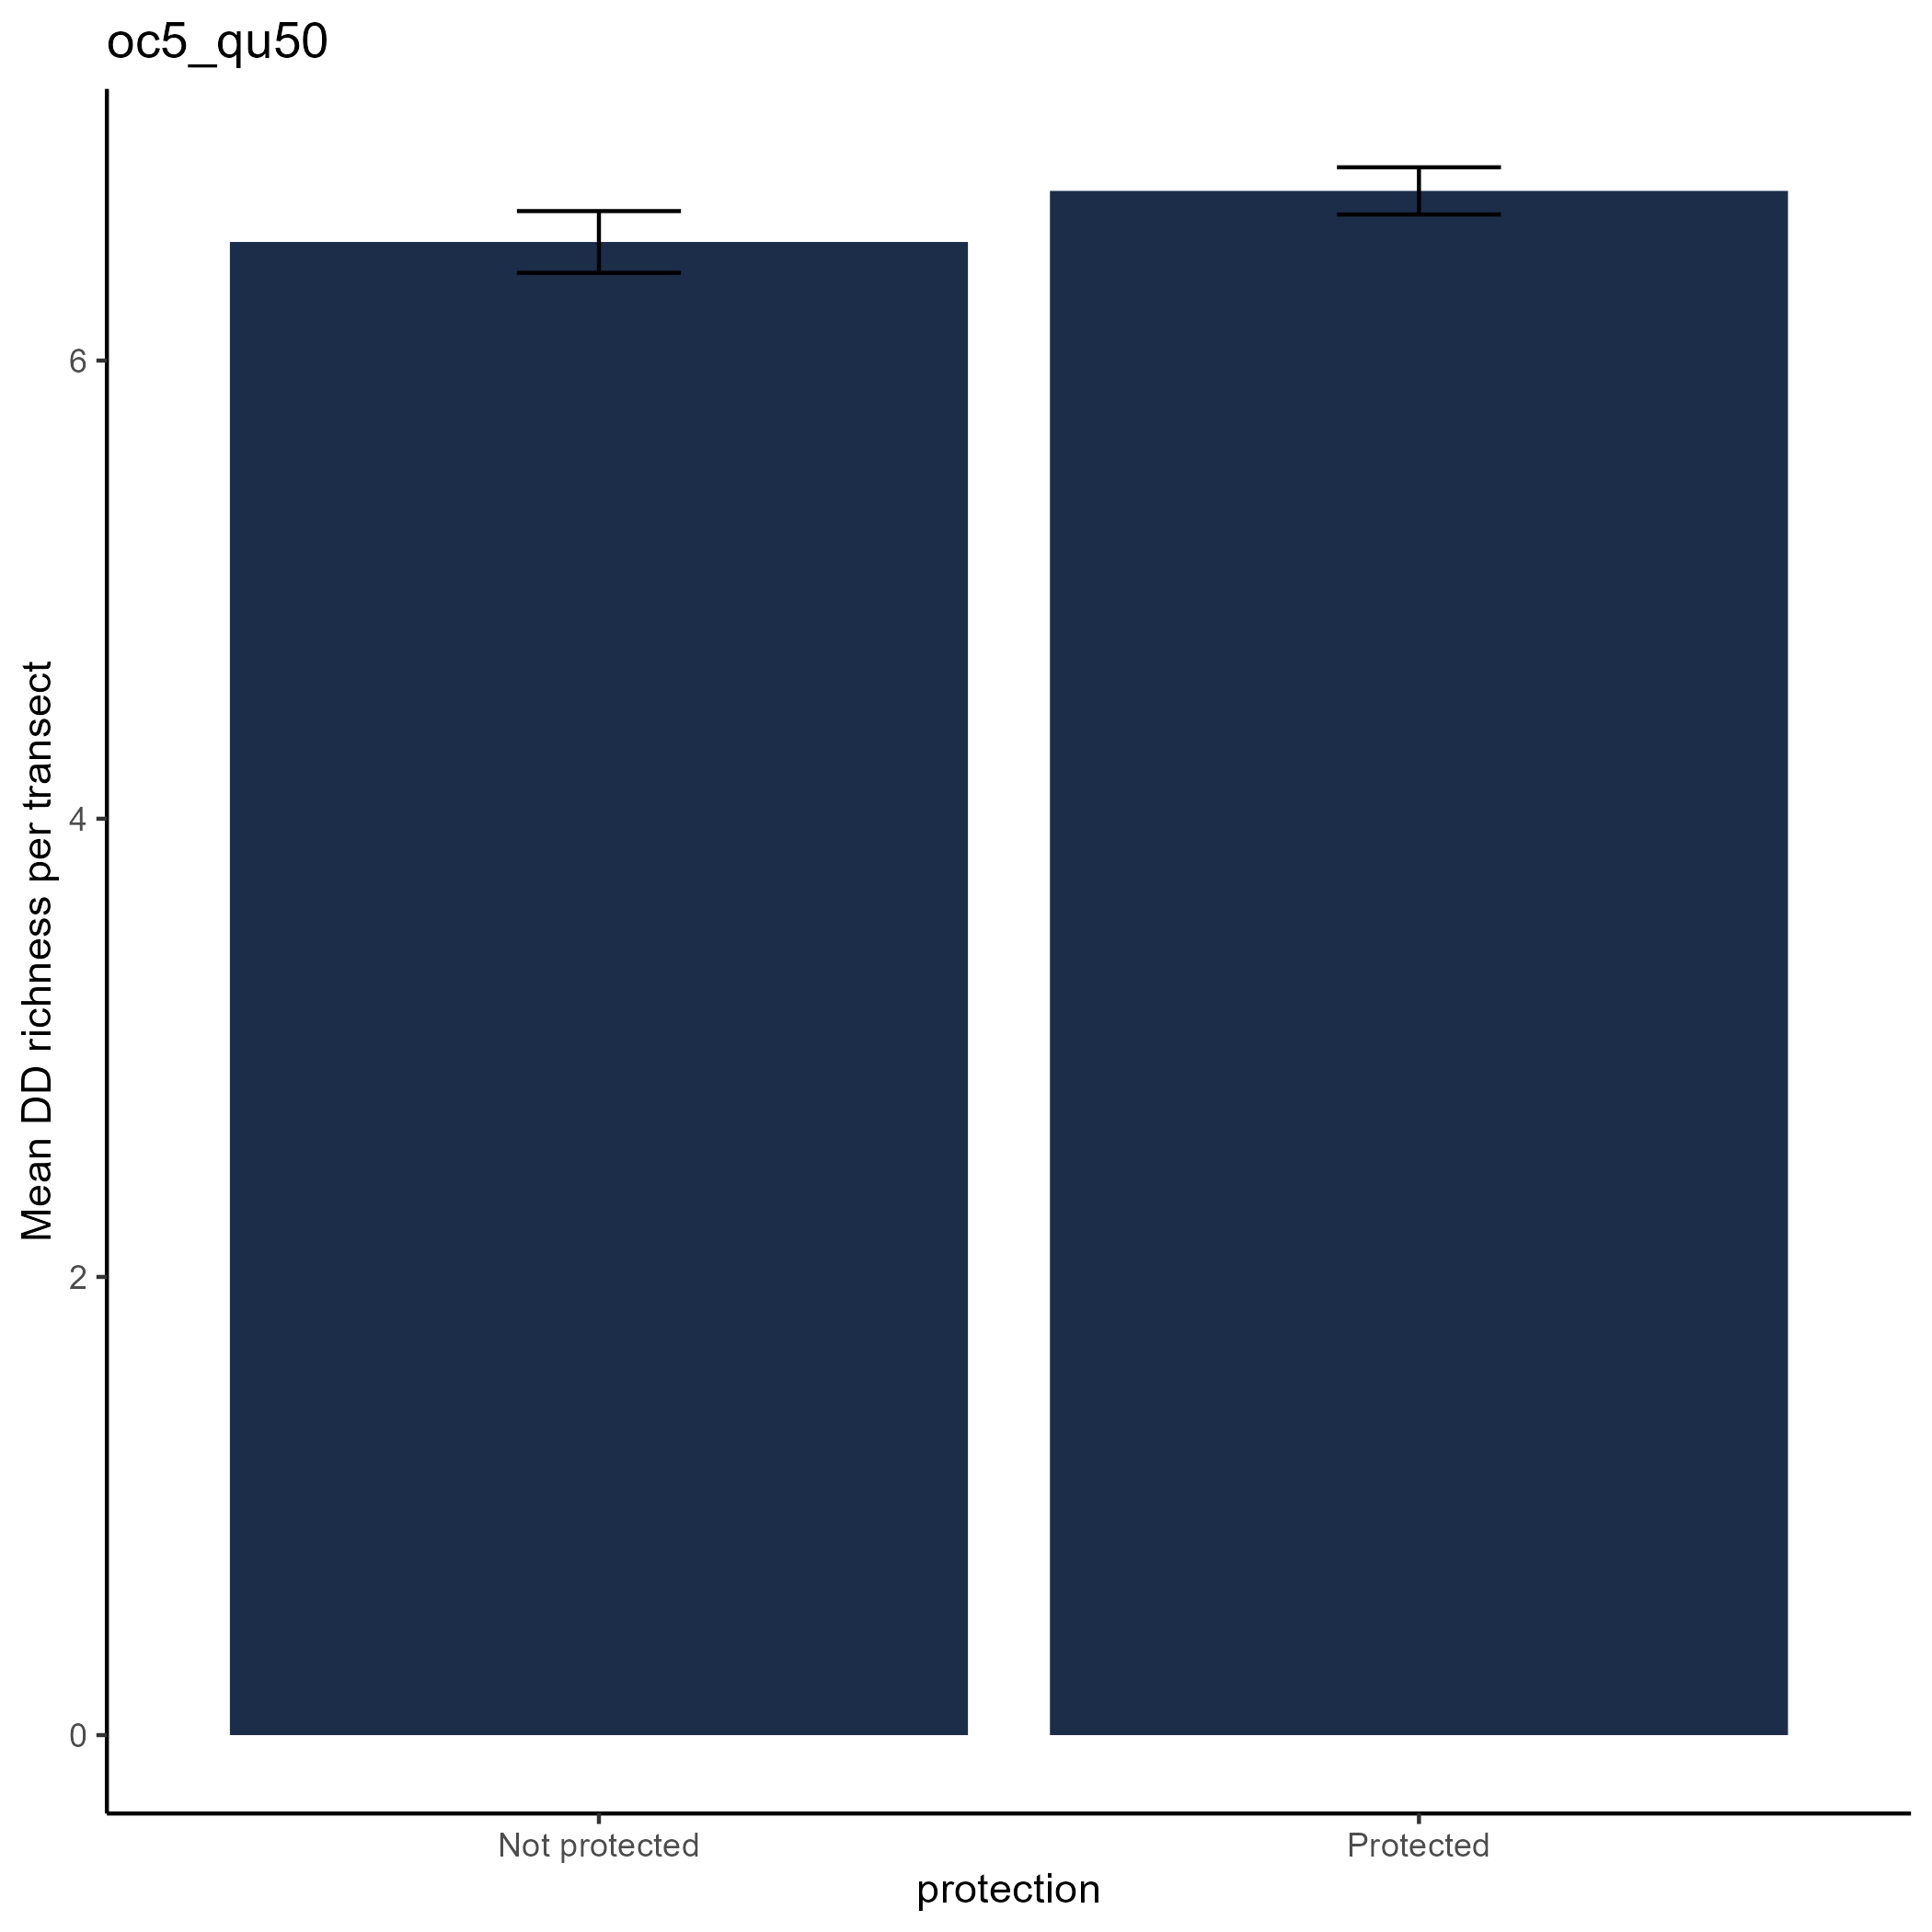 oc5_qu50
Mean DD richness per transect
6
4
2
0
Not protected
Protected
protection